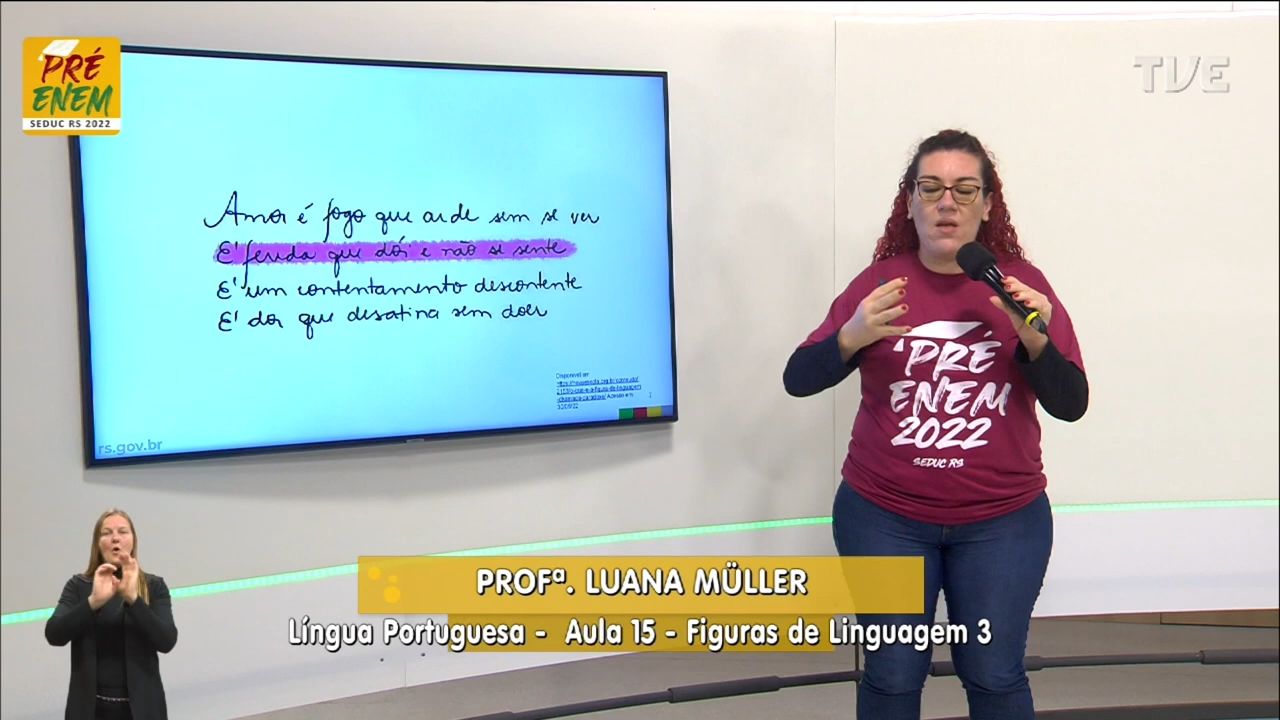 PRÉ
ENEM
SEDUC RS 2022
TVE
Amor é fogo que arde sem se ver
É ferida que dói e não se sente
É um contentamento descontente
É dor que desatina sem doer
Disponível em:
rs.gov.br
PRÉ
ENEM
2022
SEDUC RS
PROFª. LUANA MÜLLER
Língua Portuguesa - Aula 15 - Figuras de Linguagem 3